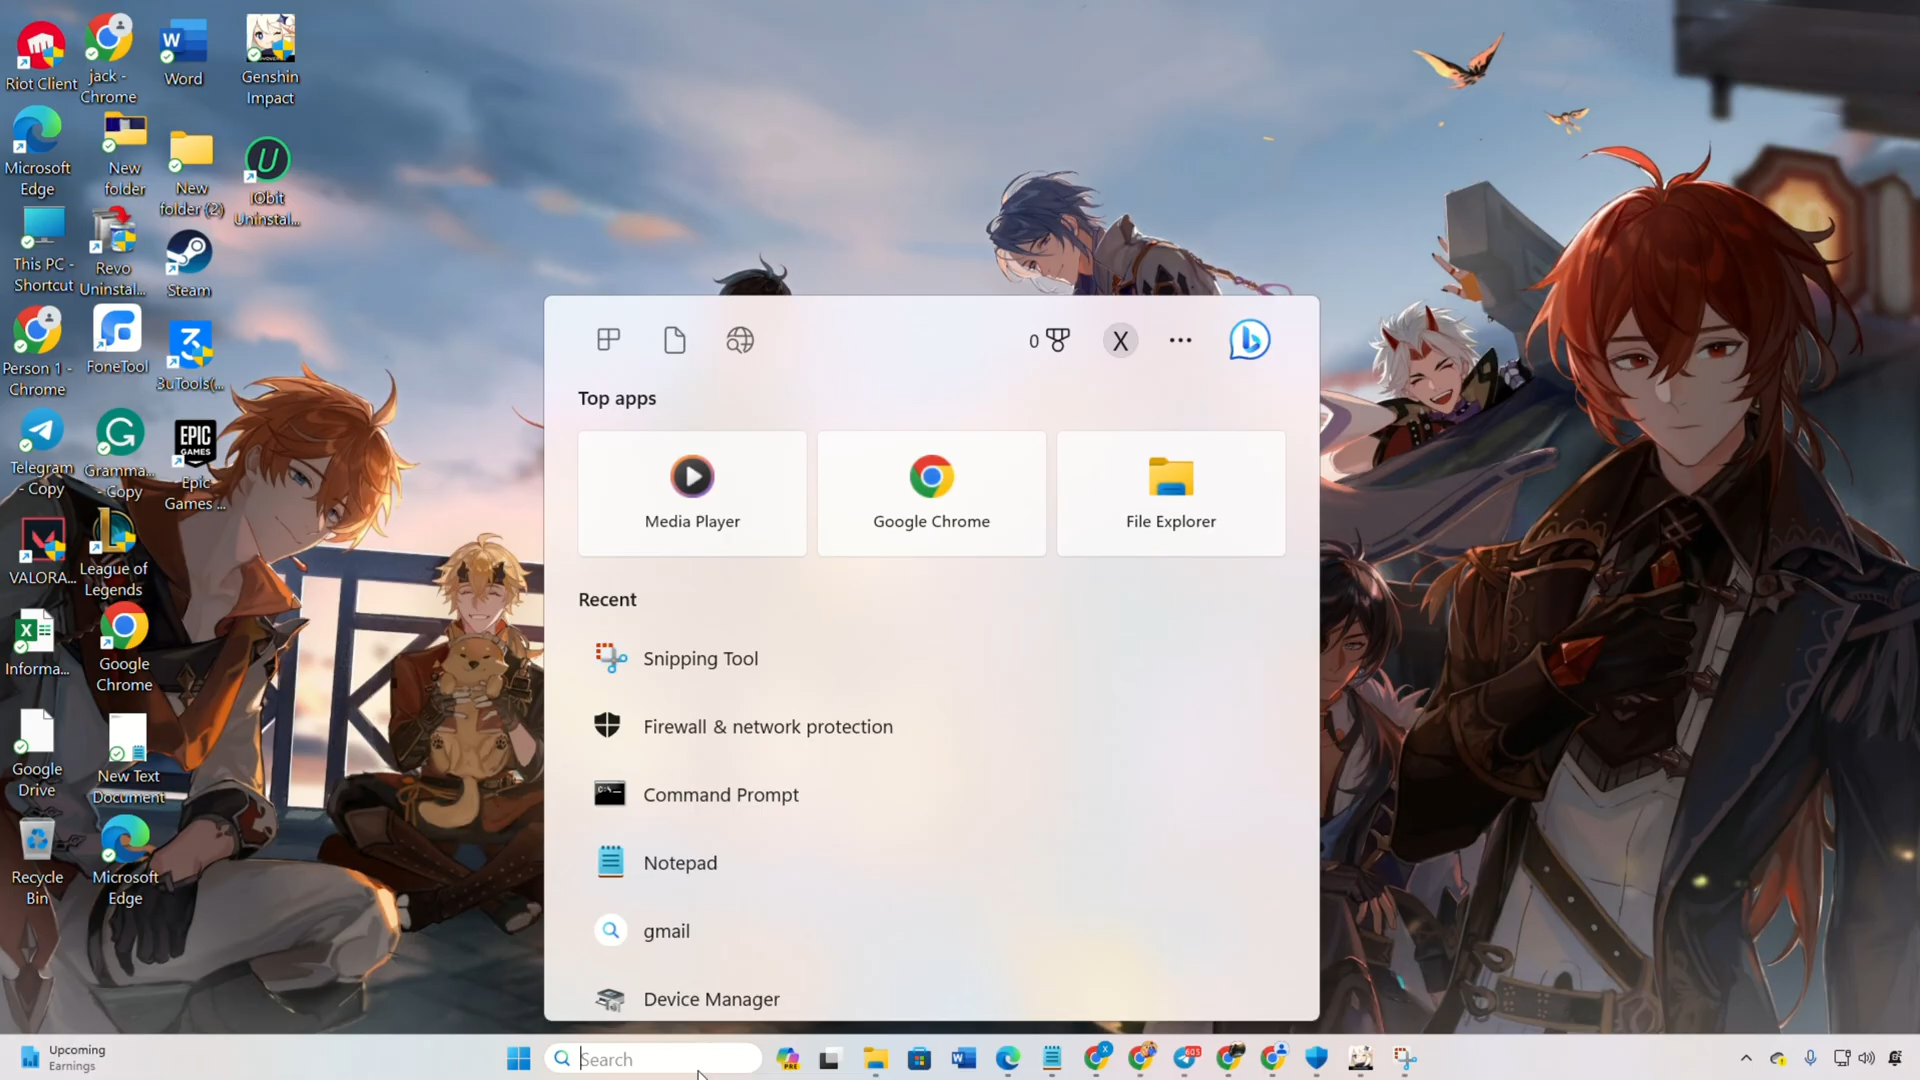 Riot Client
jack -
Chrome
Word
Genshin
Impact
Microsoft
Edge
New
folder
New
folder (2)
IObit
Uninstal...
This PC -
Shortcut
Revo
Uninstal...
Steam
Person 1 -
Chrome
FoneTool
3uTools(...
Telegram
- Copy
Gramma...
- Copy
EPIC
GAMES
Epic
Games ...
VALORA...
League of
Legends
Informa...
Google
Chrome
Google
Drive
New Text
Document
Recycle
Bin
Microsoft
Edge
0
X
Top apps
Media Player
Google Chrome
File Explorer
Recent
Snipping Tool
Firewall & network protection
Command Prompt
Notepad
gmail
Device Manager
Upcoming
Earnings
Search
PRE
X
605